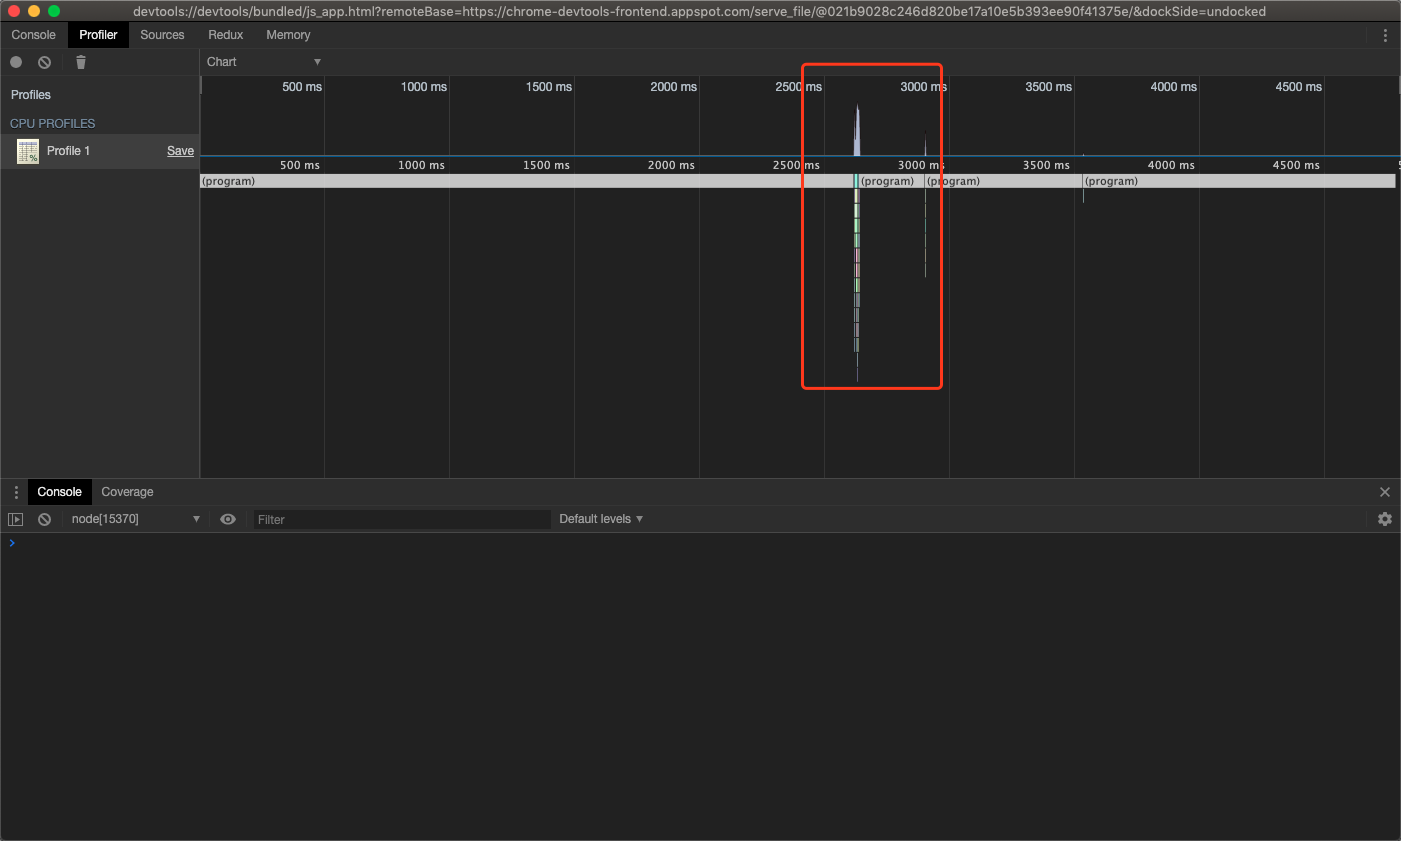 devtools://devtools/bundled/js_app.html?remoteBase=https://chrome-devtools-frontend.appspot.com/serve_file/@021b9028c246d820be17a10e5b393ee90f41375e/&dockSide=undocked
Console Profiler Sources Redux Memory
Chart
Profiles
CPU PROFILES
Profile 1 Save
500 ms 1000 ms 1500 ms 2000 ms 2500 ms 3000 ms 3500 ms 4000 ms 4500 ms
500 ms 1000 ms 1500 ms 2000 ms 2500 ms 3000 ms 3500 ms 4000 ms 4500 ms
(program) (program) (program) (program)
Console Coverage
node[15370] Filter Default levels